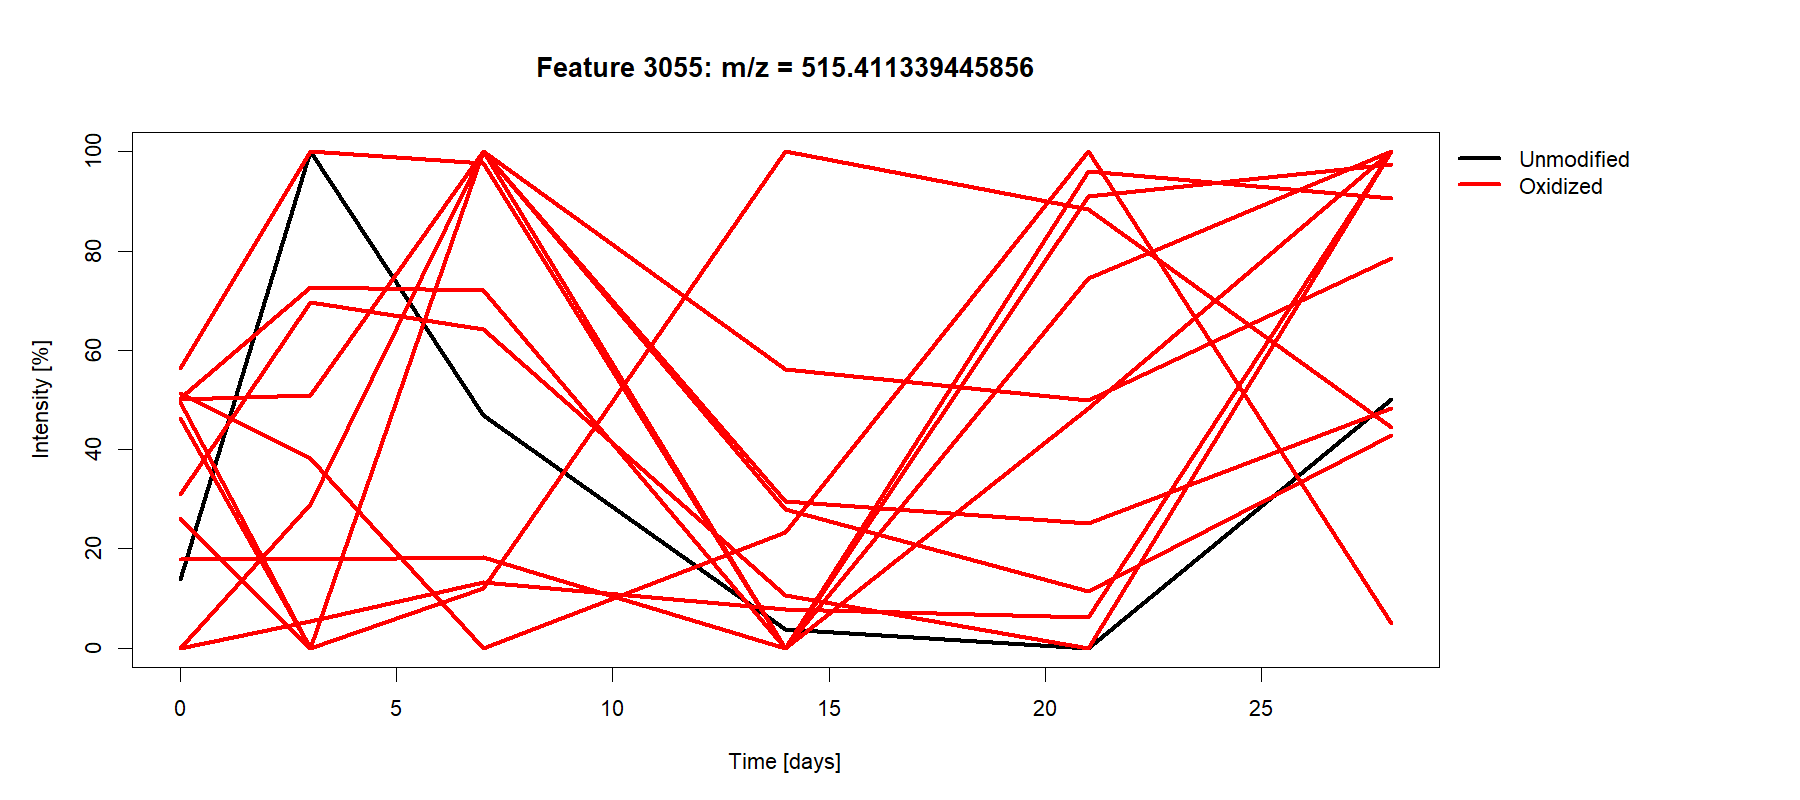 Feature 3055: m/z = 515.411339445856
Unmodified
Oxidized
Intensity [%]
100
80
60
40
20
0
0 5 10 15 20 25
Time [days]